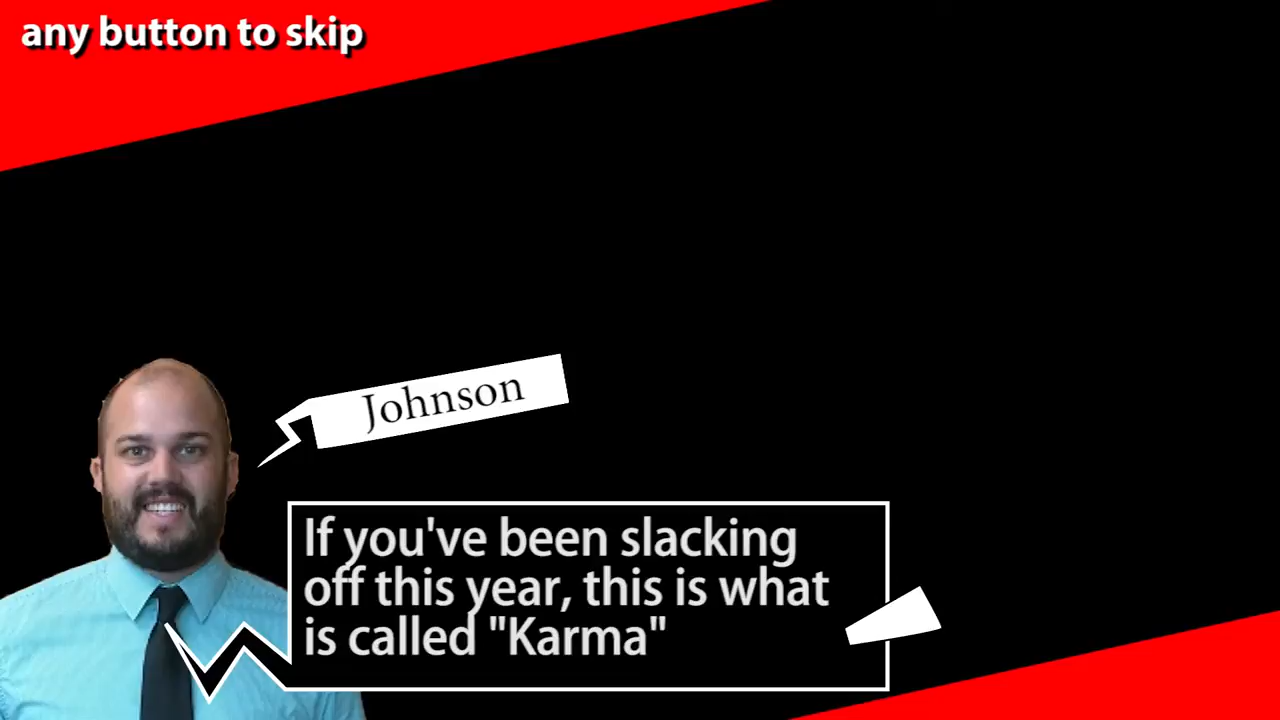 any button to skip
Johnson
If you've been slacking
off this year, this is what
is called "Karma"